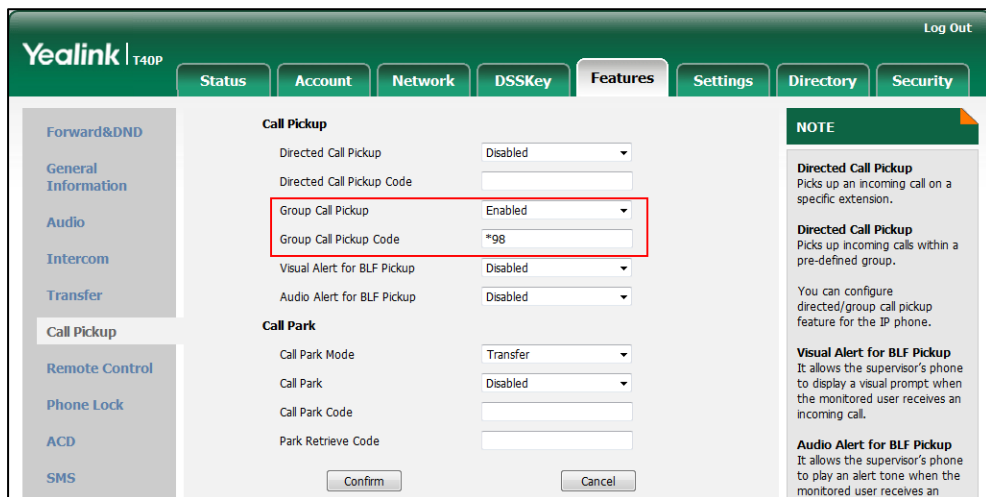 Log Out
Yealink T40P
Status Account Network DSSKey Features Settings Directory Security
Forward&DND
General
Information
Audio
Intercom
Transfer
Call Pickup
Remote Control
Phone Lock
ACD
SMS
Call Pickup
Directed Call Pickup Disabled
Directed Call Pickup Code
Group Call Pickup Enabled
Group Call Pickup Code *98
Visual Alert for BLF Pickup Disabled
Audio Alert for BLF Pickup Disabled
Call Park
Call Park Mode Transfer
Call Park Disabled
Call Park Code
Park Retrieve Code
Confirm Cancel
NOTE
Directed Call Pickup
Picks up an incoming call on a
specific extension.
Directed Call Pickup
Picks up incoming calls within a
pre-defined group.
You can configure
directed/group call pickup
feature for the IP phone.
Visual Alert for BLF Pickup
It allows the supervisor's phone
to display a visual prompt when
the monitored user receives an
incoming call.
Audio Alert for BLF Pickup
It allows the supervisor's phone
to play an alert tone when the
monitored user receives an